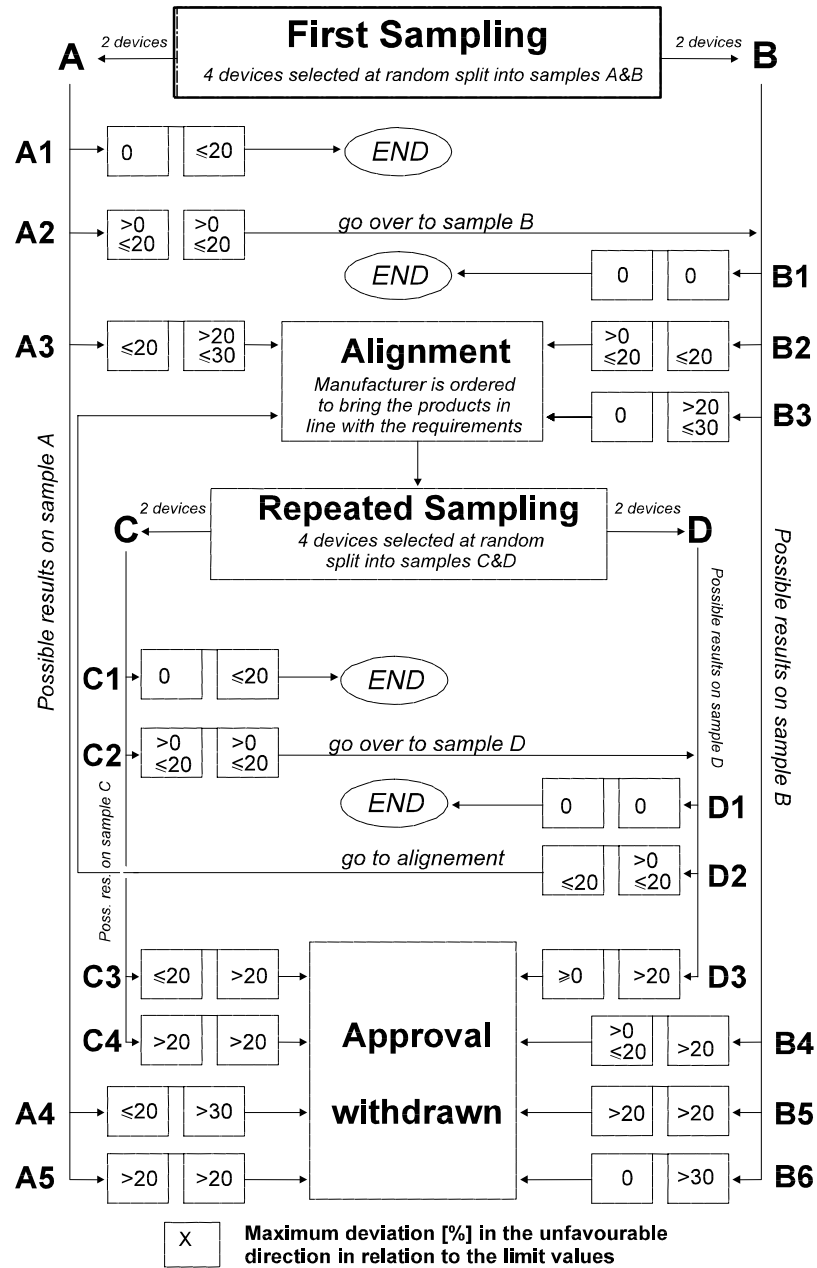 First Sampling
4 devices selected at random split into samples A&B
A
2 devices
2 devices
B
A1
0
⩽20
END
A2
>0
⩽20
>0
⩽20
go over to sample B
END
0
0
B1
A3
⩽20
>20
⩽30
Alignment
Manufacturer is ordered
to bring the products in
line with the requirements
>0
⩽20
⩽20
B2
0
>20
⩽30
B3
Possible results on sample A
Repeated Sampling
4 devices selected at random
split into samples C&D
C
2 devices
2 devices
D
Possible results on sample D
Possible results on sample B
C1
0
⩽20
END
C2
>0
⩽20
>0
⩽20
go over to sample D
Poss. res. on sample C
END
0
0
D1
go to alignement
⩽20
>0
⩽20
D2
C3
⩽20
>20
Approval
withdrawn
⩾0
>20
D3
C4
>20
>20
>0
⩽20
>20
B4
A4
⩽20
>30
>20
>20
B5
A5
>20
>20
0
>30
B6
X
Maximum deviation [%] in the unfavourable
direction in relation to the limit values